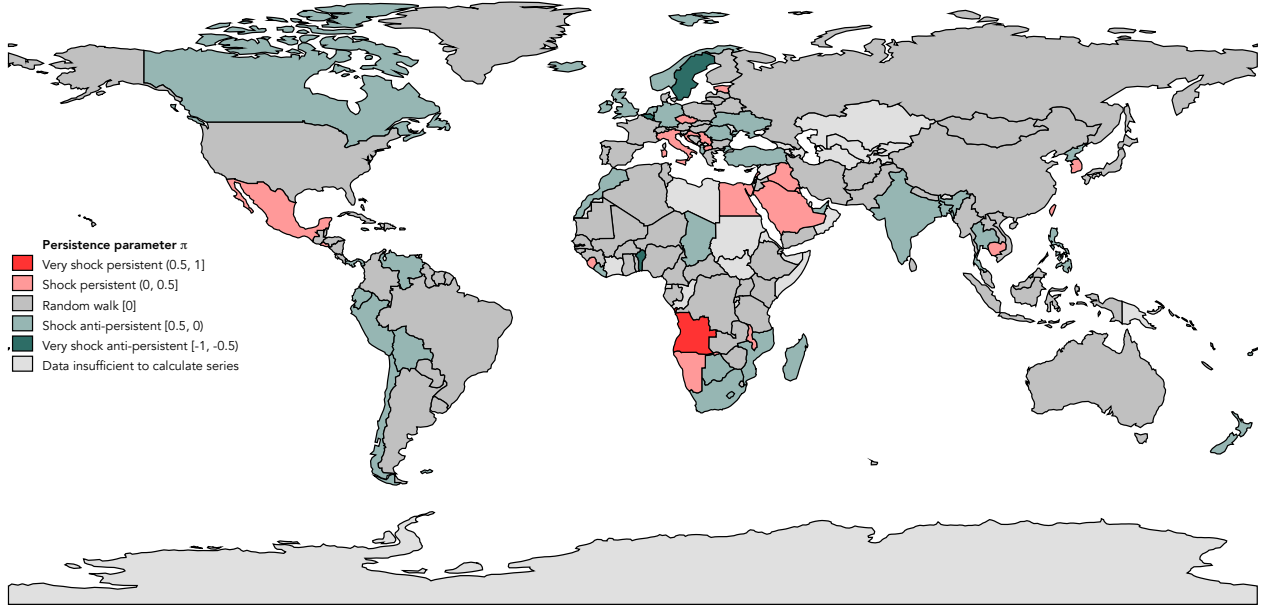 Persistence parameter π
Very shock persistent (0.5, 1]
Shock persistent (0, 0.5]
Random walk [0]
Shock anti-persistent [0.5, 0)
Very shock anti-persistent [-1, -0.5)
Data insufficient to calculate series